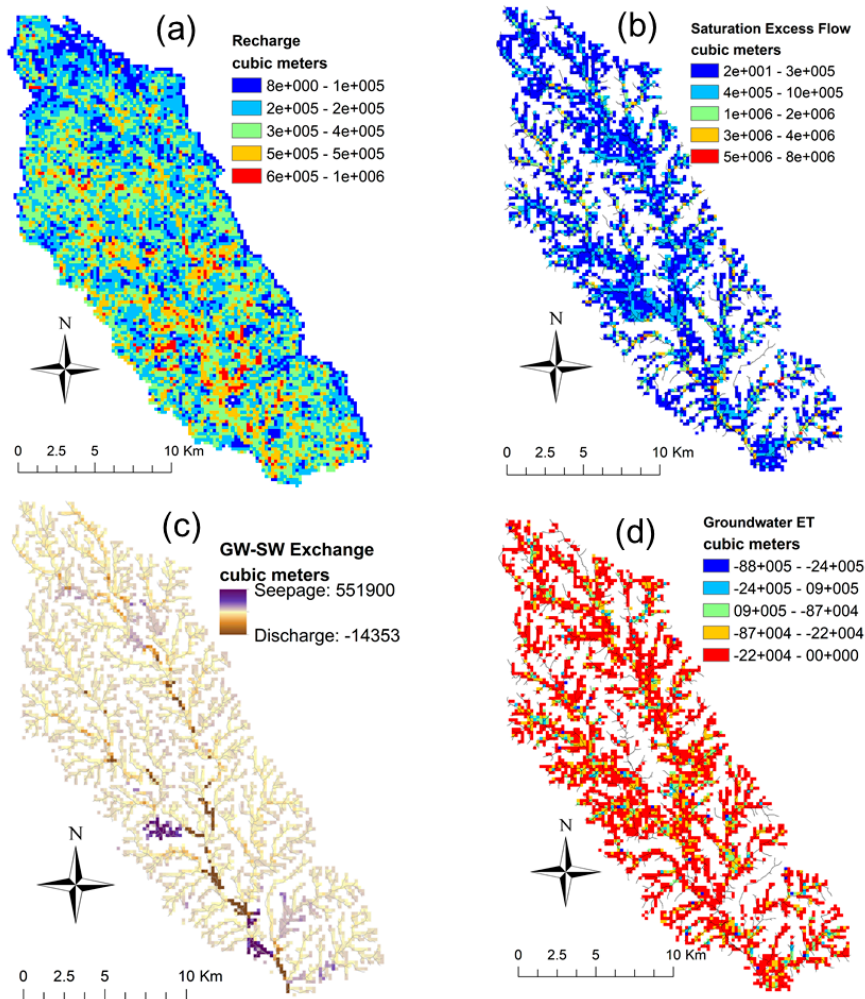 (a)
Recharge
cubic meters
8e+000 - 1e+005
2e+005 - 2e+005
3e+005 - 4e+005
5e+005 - 5e+005
6e+005 - 1e+006
N
0 2.5 5 10 Km
(b)
Saturation Excess Flow
cubic meters
2e+001 - 3e+005
4e+005 - 10e+005
1e+006 - 2e+006
3e+006 - 4e+006
5e+006 - 8e+006
N
0 2.5 5 10 Km
(c)
GW-SW Exchange
cubic meters
Seepage: 551900
Discharge: -14353
N
0 2.5 5 10 Km
(d)
Groundwater ET
cubic meters
-88+005 - -24+005
-24+005 - 09+005
09+005 - -87+004
-87+004 - -22+004
-22+004 - 00+000
N
0 2.5 5 10 Km